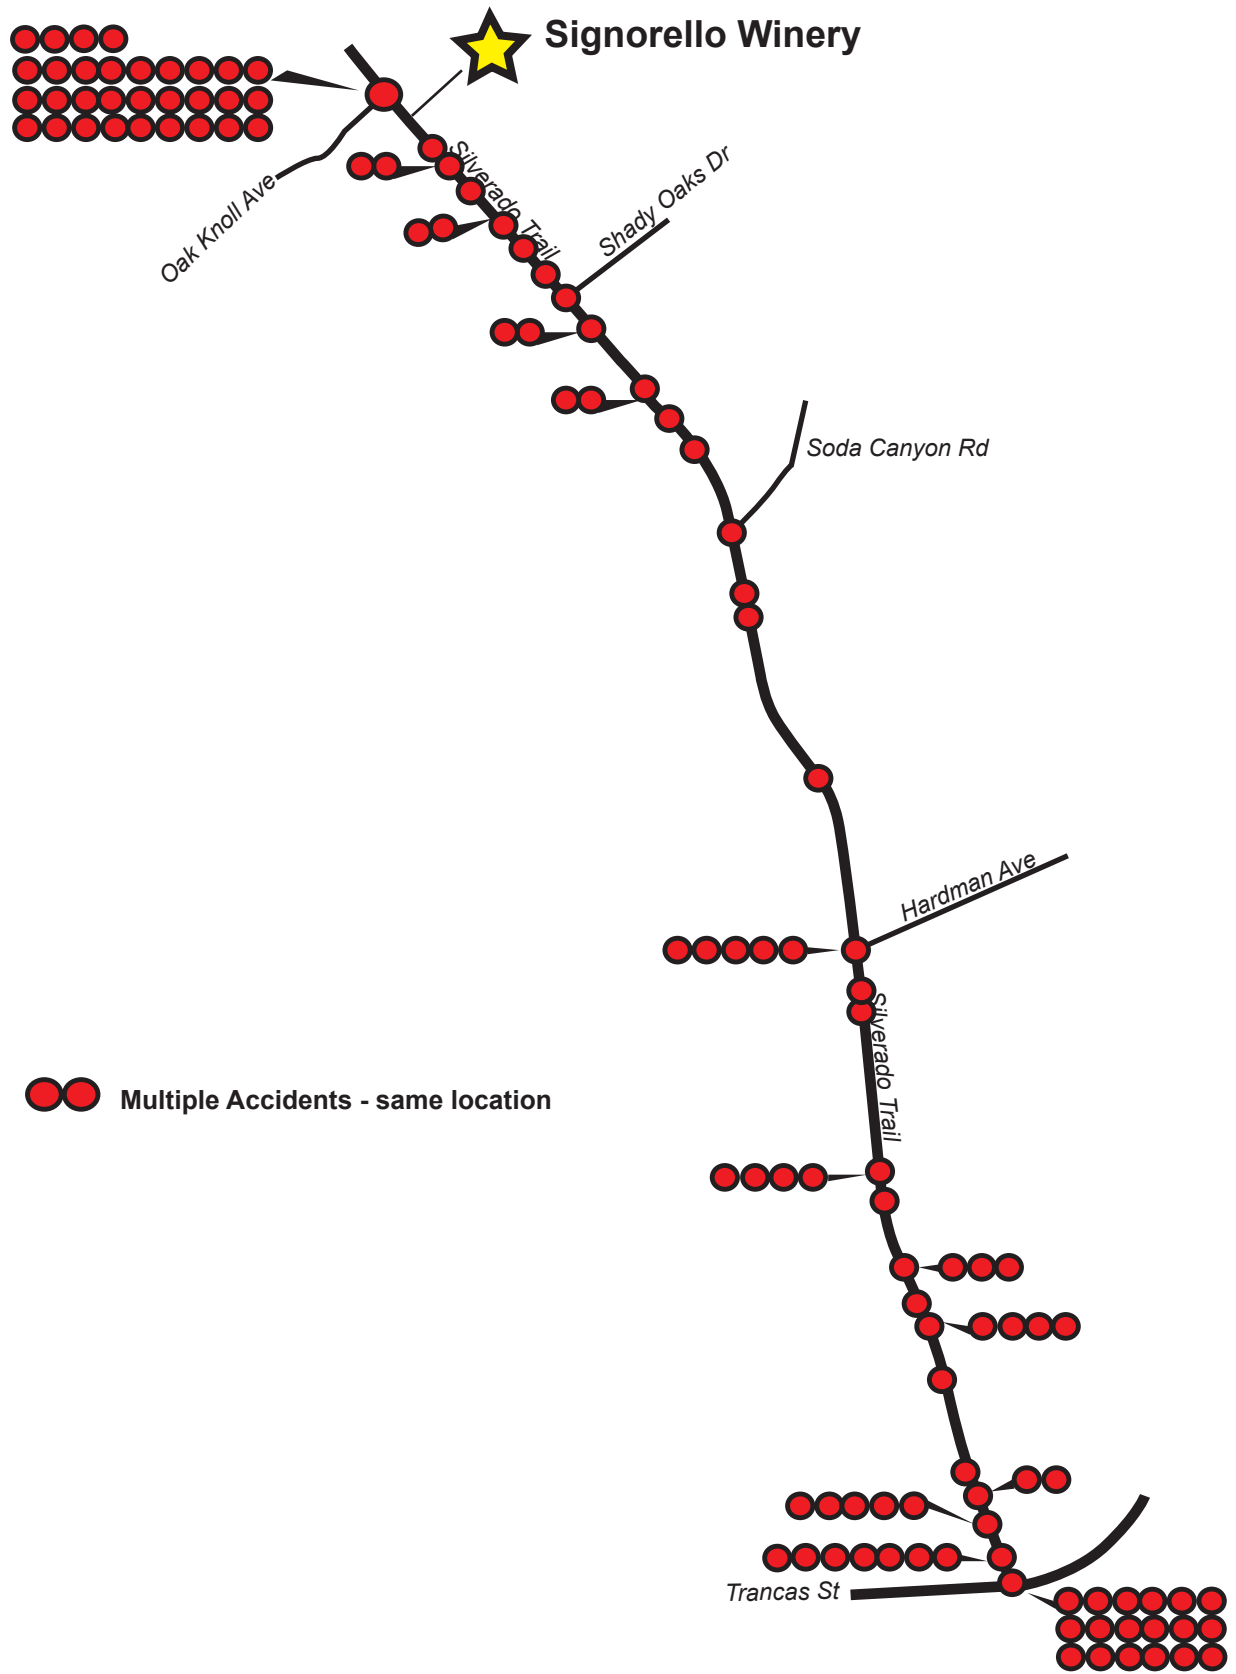 Signorello Winery
Silverado Trail
Shady Oaks Dr
Oak Knoll Ave
Soda Canyon Rd
Hardman Ave
Silverado Trail
Multiple Accidents - same location
Trancas St